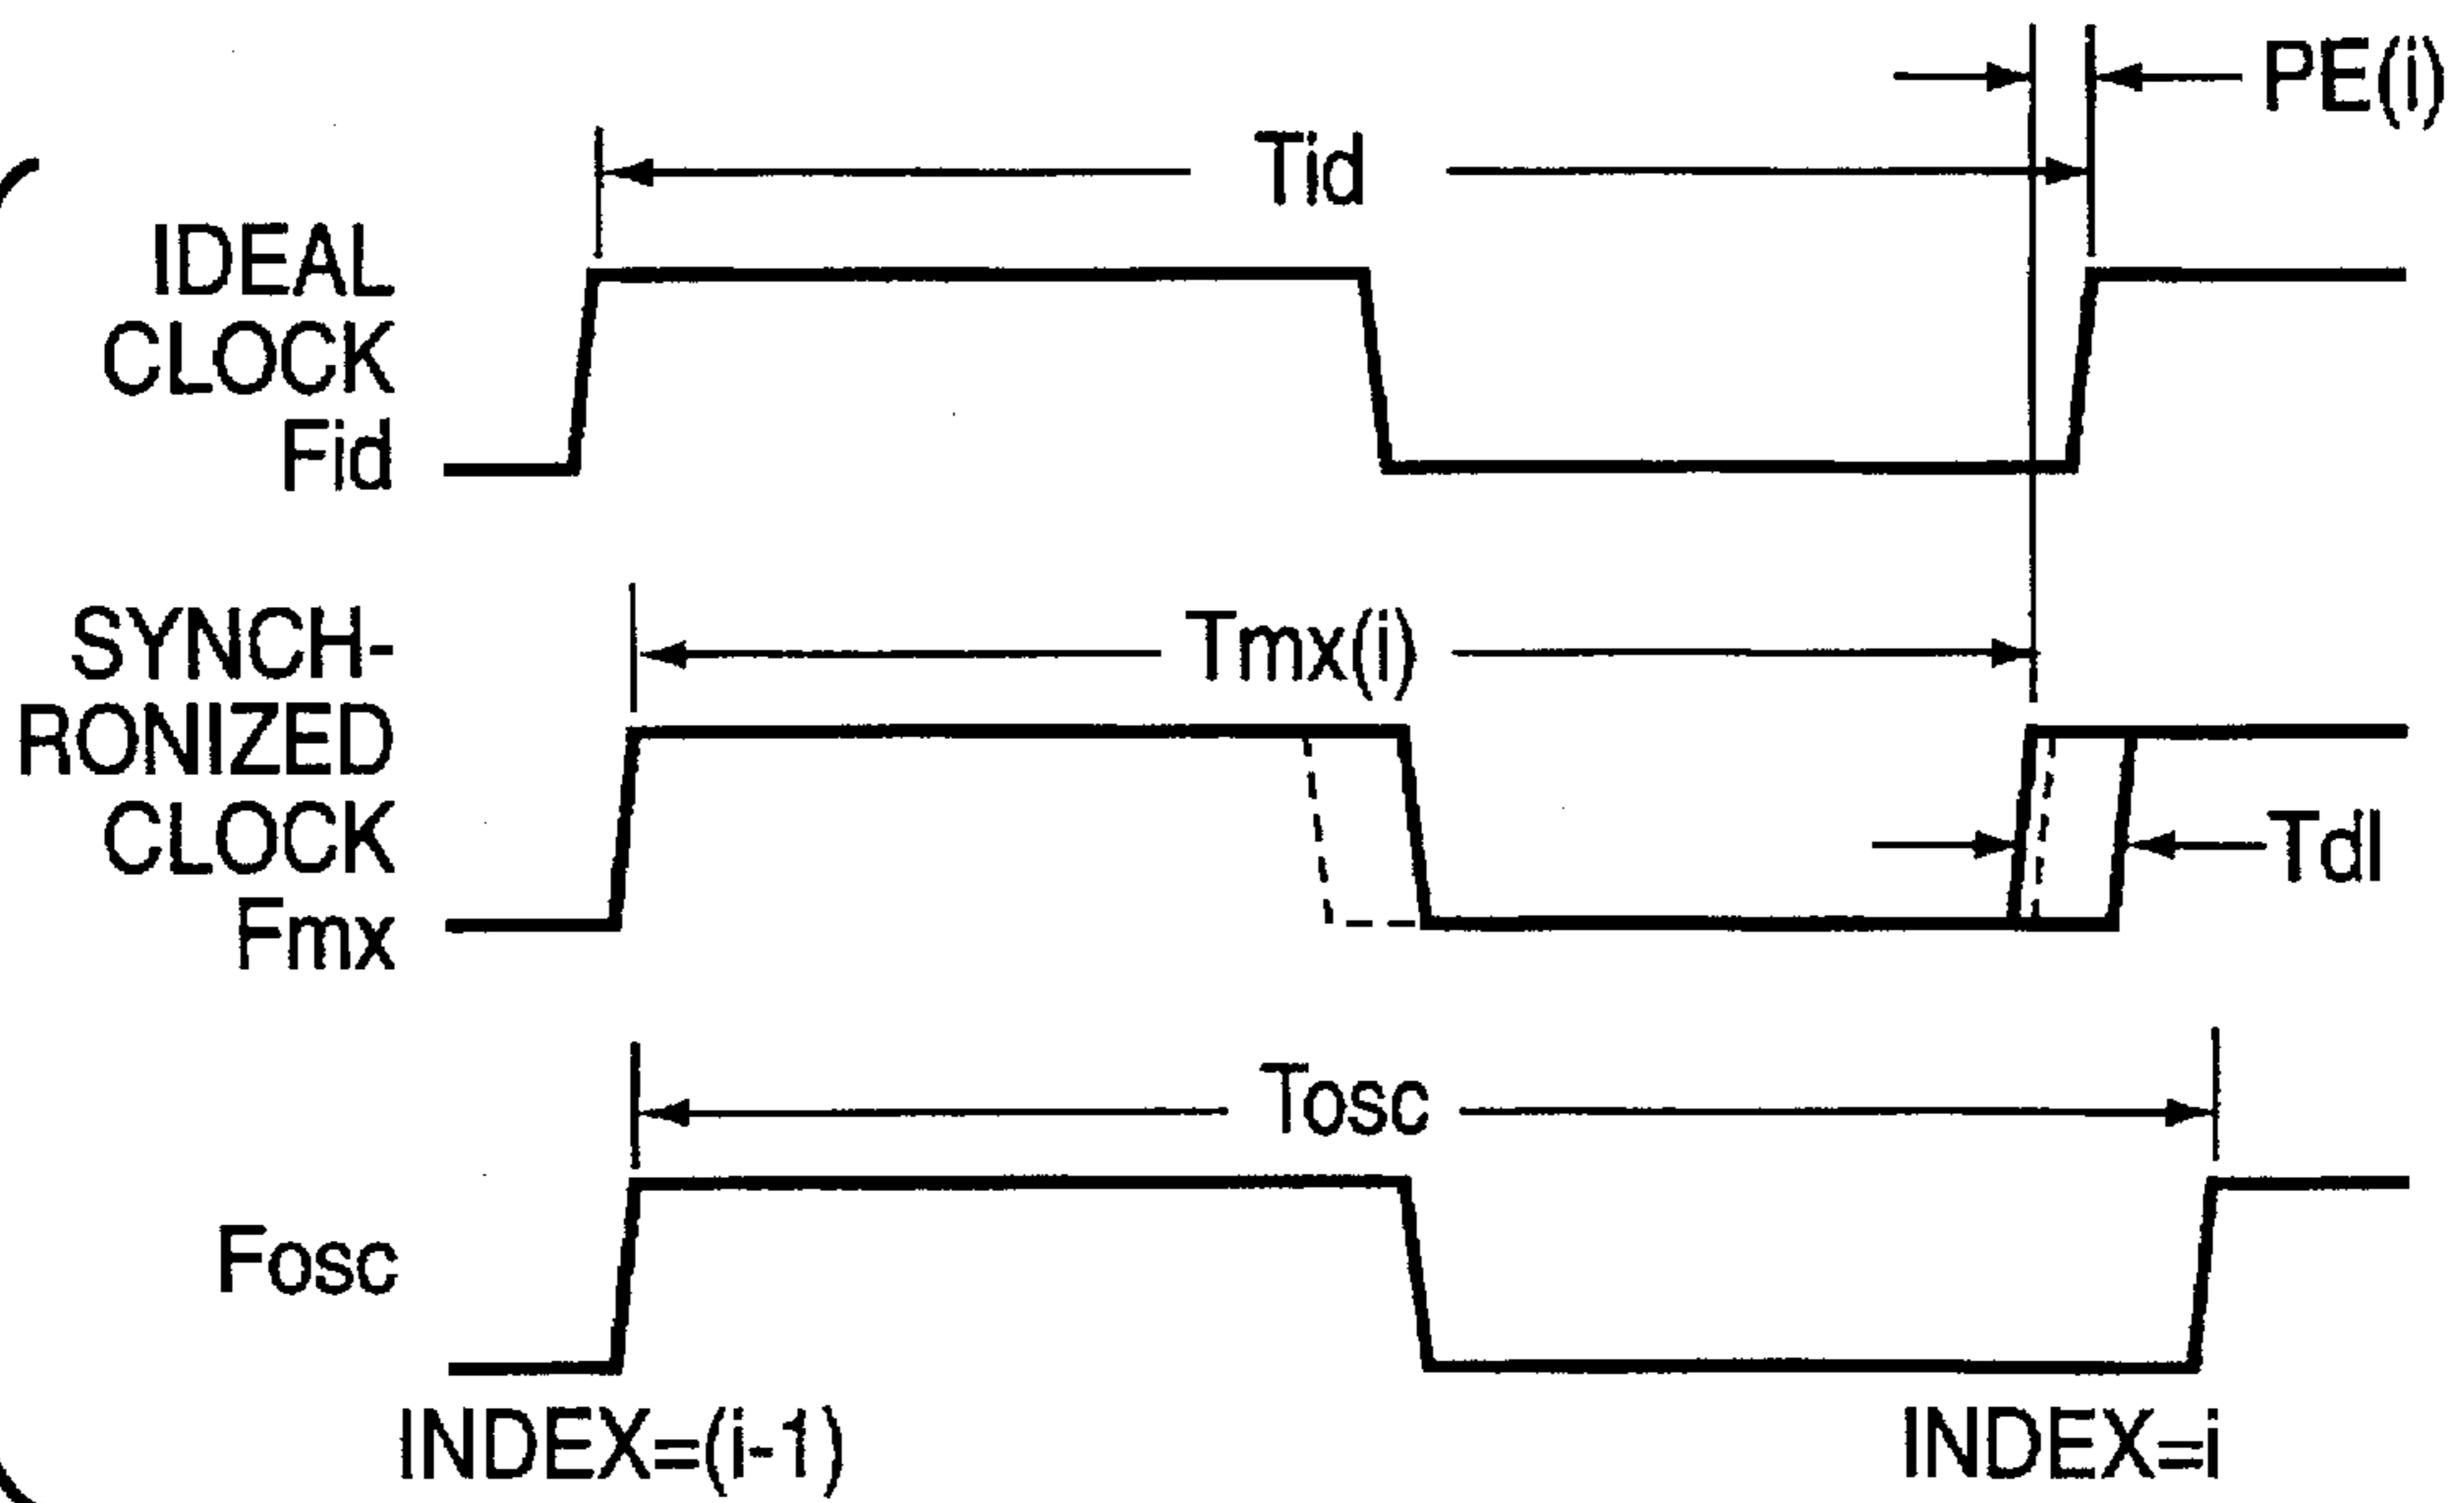 PE(i)
Tid
IDEAL
CLOCK
Fid
Tmx(i)
SYNCH-
RONIZED
CLOCK
Fmx
Tdl
Tosc
Fosc
INDEX=(i-1)
INDEX=i